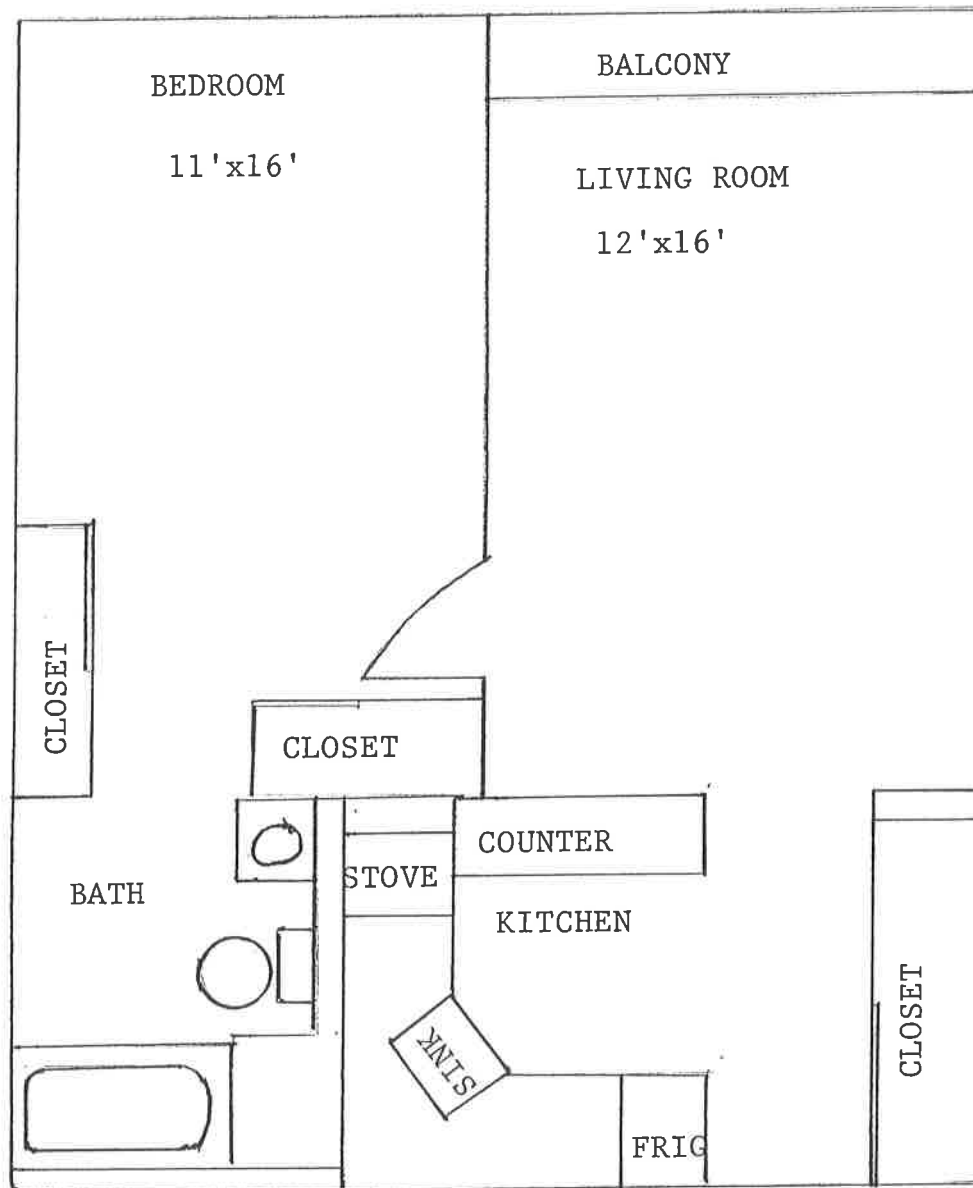 BEDROOM
11'x16'
BALCONY
LIVING ROOM
12'x16'
CLOSET
CLOSET
BATH
STOVE
COUNTER
KITCHEN
SINK
FRIG
CLOSET